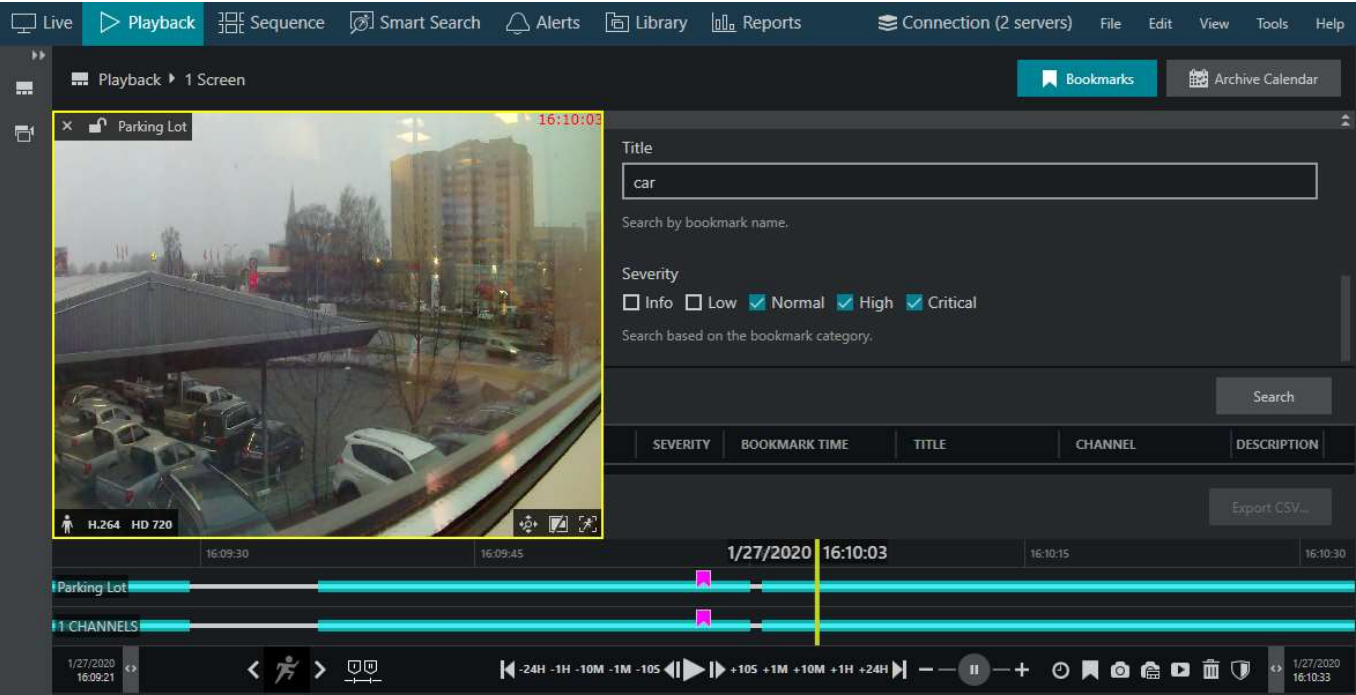 Live Playback Sequence Smart Search Alerts Library Reports Connection (2 servers) File Edit View Tools Help
Playback 1 Screen Bookmarks Archive Calendar
Parking Lot 16:10:03
Title
car
Search by bookmark name.
Severity
Info Low Normal High Critical
Search based on the bookmark category.
Search
SEVERITY BOOKMARK TIME TITLE CHANNEL DESCRIPTION
Export CSV...
H.264 HD 720
16:09:30 16:09:45 1/27/2020 16:10:03 16:10:15 16:10:30
Parking Lot
1 CHANNELS
1/27/2020 -24H -1H -10M -1M -10S +10S +1M +10M +1H +24H 1/27/2020
16:09:21 16:10:33